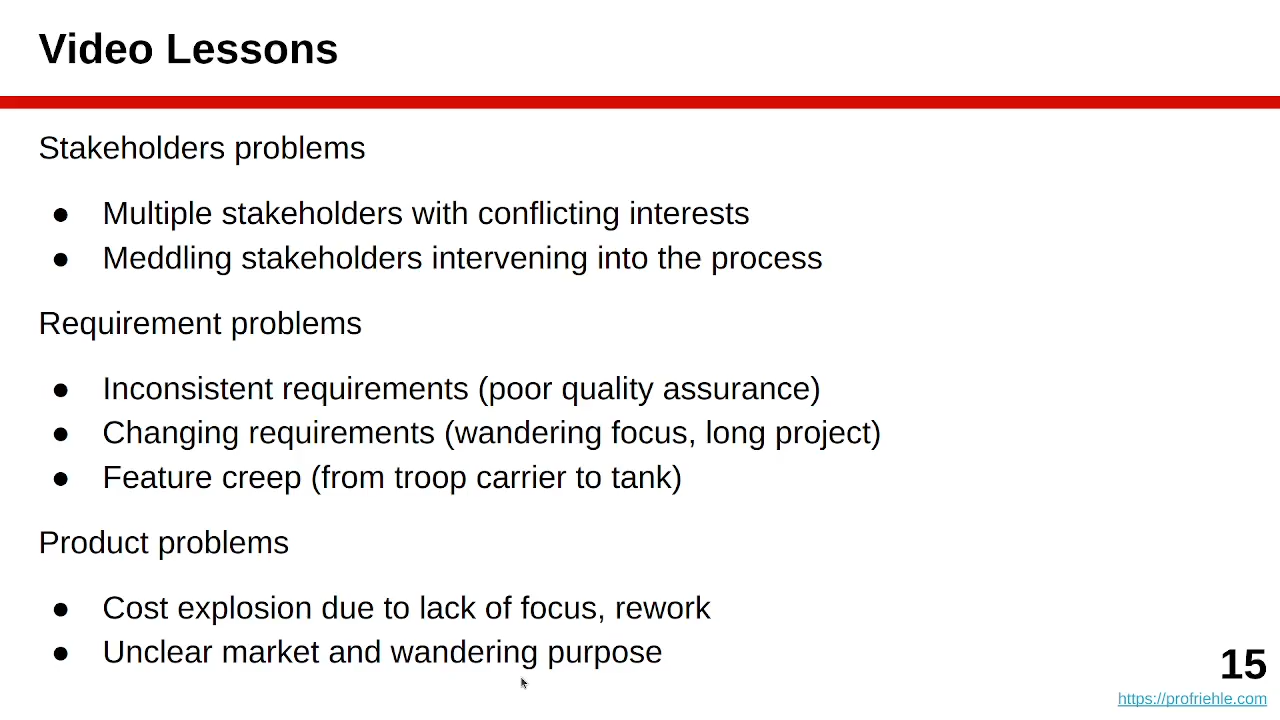 Video Lessons
Stakeholders problems
● Multiple stakeholders with conflicting interests
● Meddling stakeholders intervening into the process
Requirement problems
● Inconsistent requirements (poor quality assurance)
● Changing requirements (wandering focus, long project)
● Feature creep (from troop carrier to tank)
Product problems
● Cost explosion due to lack of focus, rework
● Unclear market and wandering purpose
15
https://profriehle.com